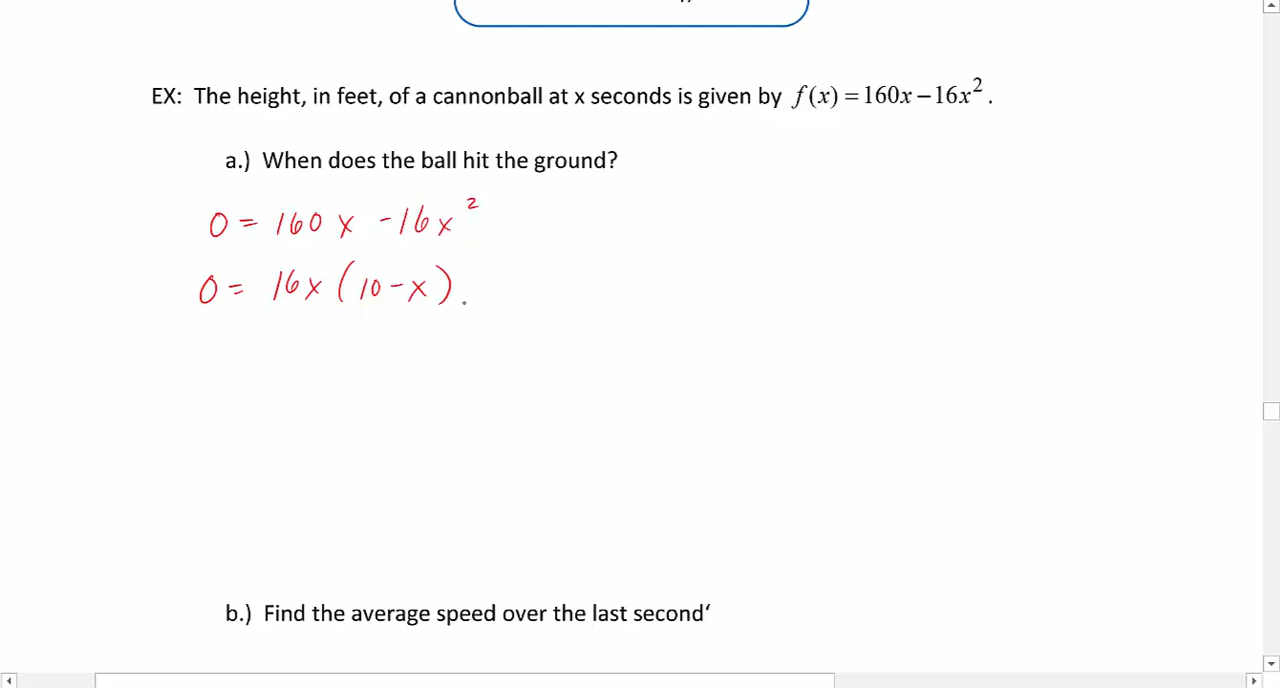 EX: The height, in feet, of a cannonball at x seconds is given by f(x) = 160x − 16x².
a.) When does the ball hit the ground?
0 = 160x - 16x²
0 = 16x(10-x)
b.) Find the average speed over the last second‘